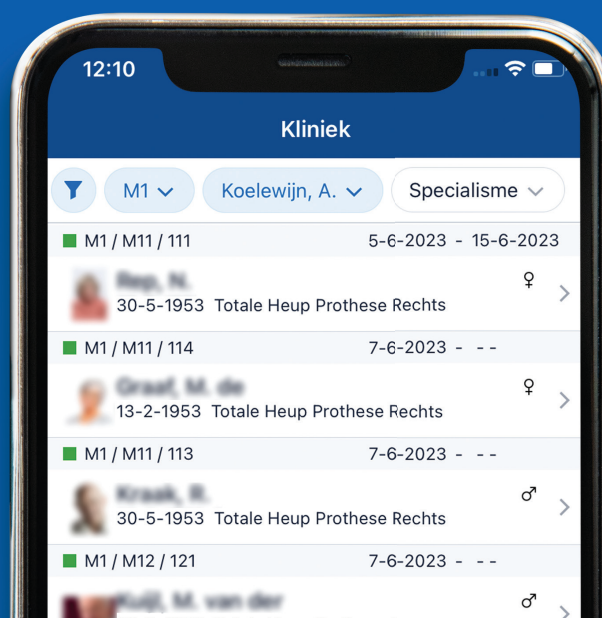 12:10
Kliniek
M1
Koelewijn, A.
Specialisme
M1 / M11 / 111 5-6-2023 - 15-6-2023
30-5-1953 Totale Heup Prothese Rechts
M1 / M11 / 114 7-6-2023 - - -
13-2-1953 Totale Heup Prothese Rechts
M1 / M11 / 113 7-6-2023 - - -
30-5-1953 Totale Heup Prothese Rechts
M1 / M12 / 121 7-6-2023 - - -